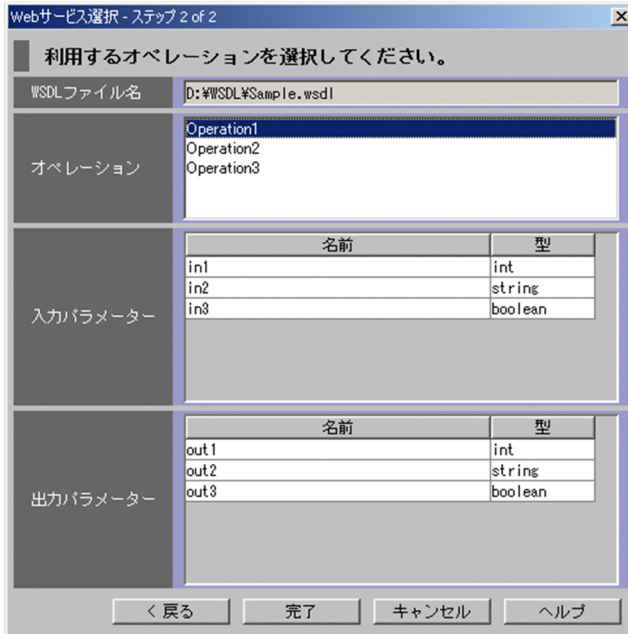 Webサービス選択 - ステップ 2 of 2
利用するオペレーションを選択してください。
WSDLファイル名 D:¥WSDL¥Sample.wsdl
オペレーション
Operation1
Operation2
Operation3
入力パラメーター
名前 型
in1 int
in2 string
in3 boolean
出力パラメーター
名前 型
out1 int
out2 string
out3 boolean
< 戻る 完了 キャンセル ヘルプ